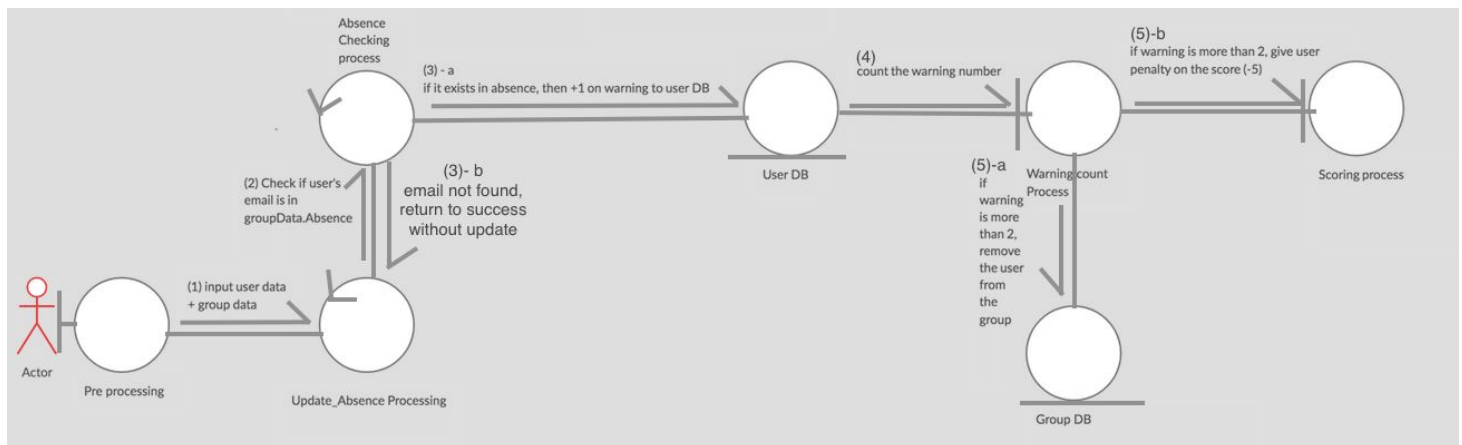 Absence
Checking
process
(3) - a
if it exists in absence, then +1 on warning to user DB
(4)
count the warning number
(5)-b
if warning is more than 2, give user
penalty on the score (-5)
(2) Check if user's
email is in
groupData.Absence
(3)- b
email not found,
return to success
without update
User DB
(5)-a
if
warning
is more
than 2,
remove
the user
from
the
group
Warning count
Process
Scoring process
(1) input user data
+ group data
Actor
Pre processing
Update_Absence Processing
Group DB